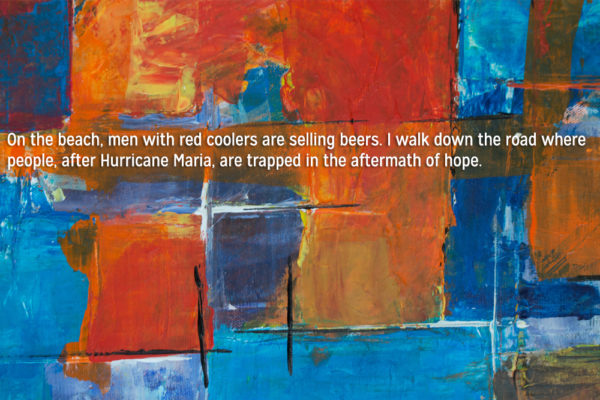 On the beach, men with red coolers are selling beers. I walk down the road where
people, after Hurricane Maria, are trapped in the aftermath of hope.